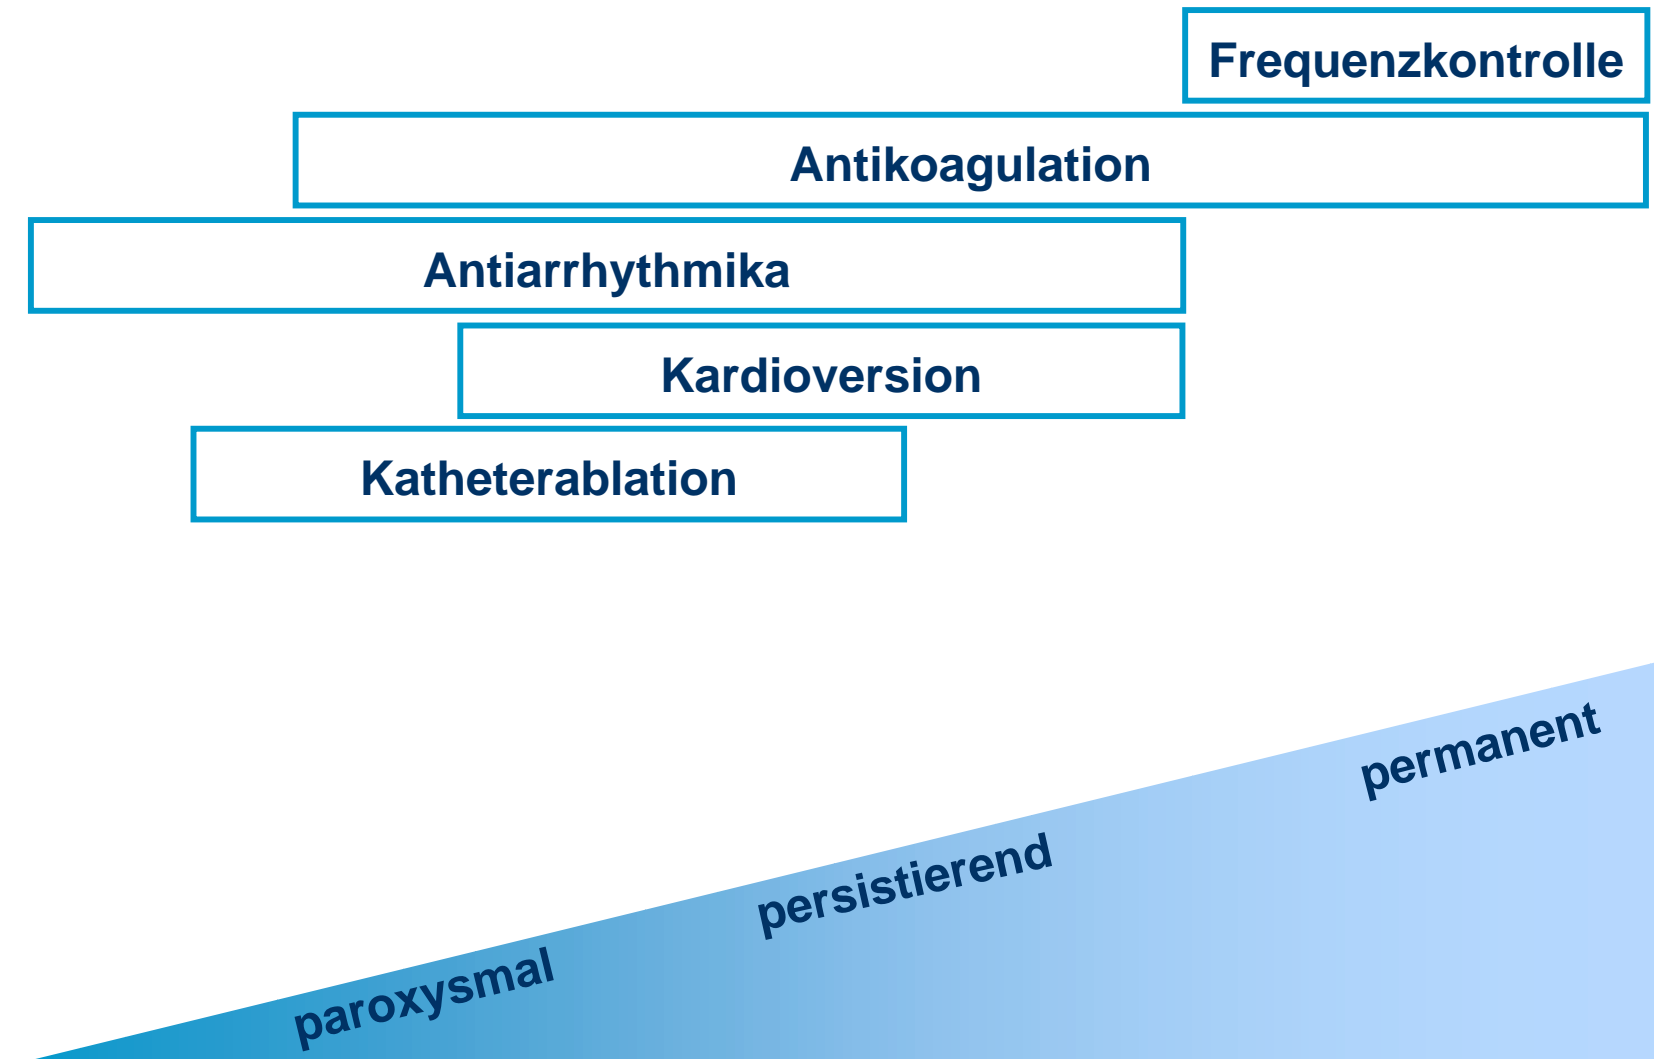 Frequenzkontrolle
Antikoagulation
Antiarrhythmika
Kardioversion
Katheterablation
permanent
persistierend
paroxysmal